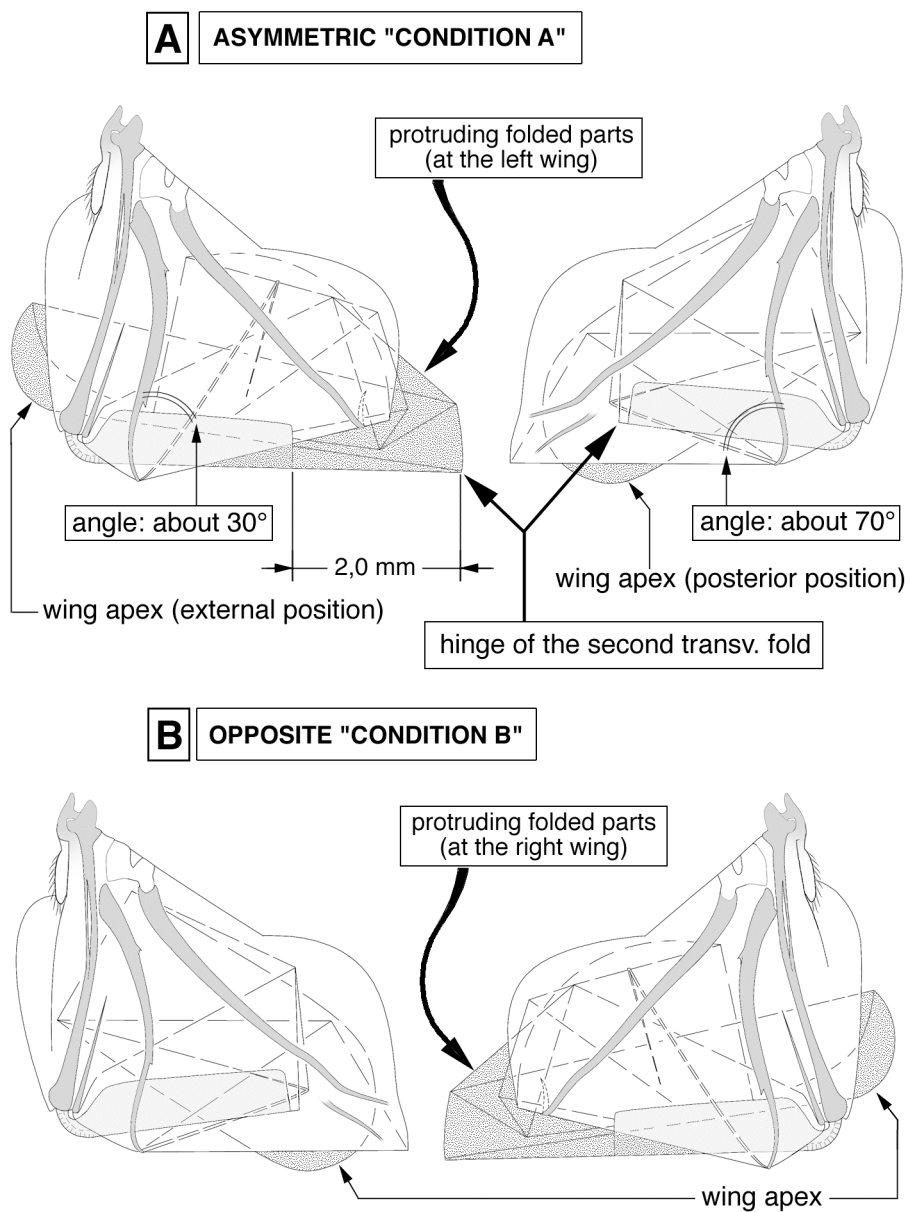 A ASYMMETRIC "CONDITION A"
protruding folded parts
(at the left wing)
angle: about 30°
angle: about 70°
2,0 mm
wing apex (posterior position)
wing apex (external position)
hinge of the second transv. fold
B OPPOSITE "CONDITION B"
protruding folded parts
(at the right wing)
wing apex